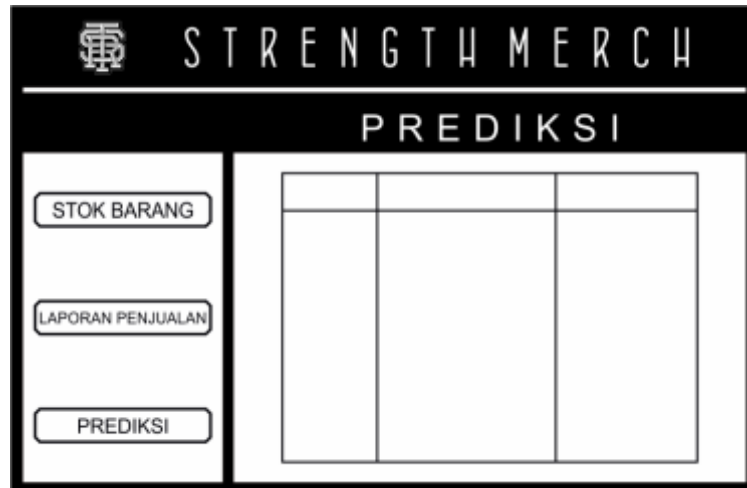 STRENGTH MERCH
PREDIKSI
STOK BARANG
LAPORAN PENJUALAN
PREDIKSI